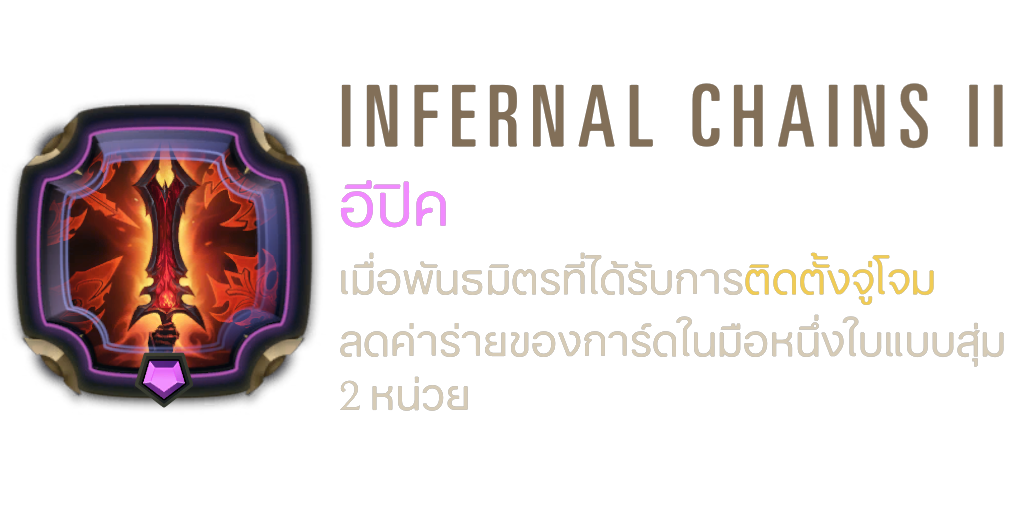 INFERNAL CHAINS II
อีปิค
เมื่อพันธมิตรที่ได้รับการติดตั้งจู่โจม
ลดค่าร่ายของการ์ดในมือหนึ่งใบแบบสุ่ม
2 หน่วย